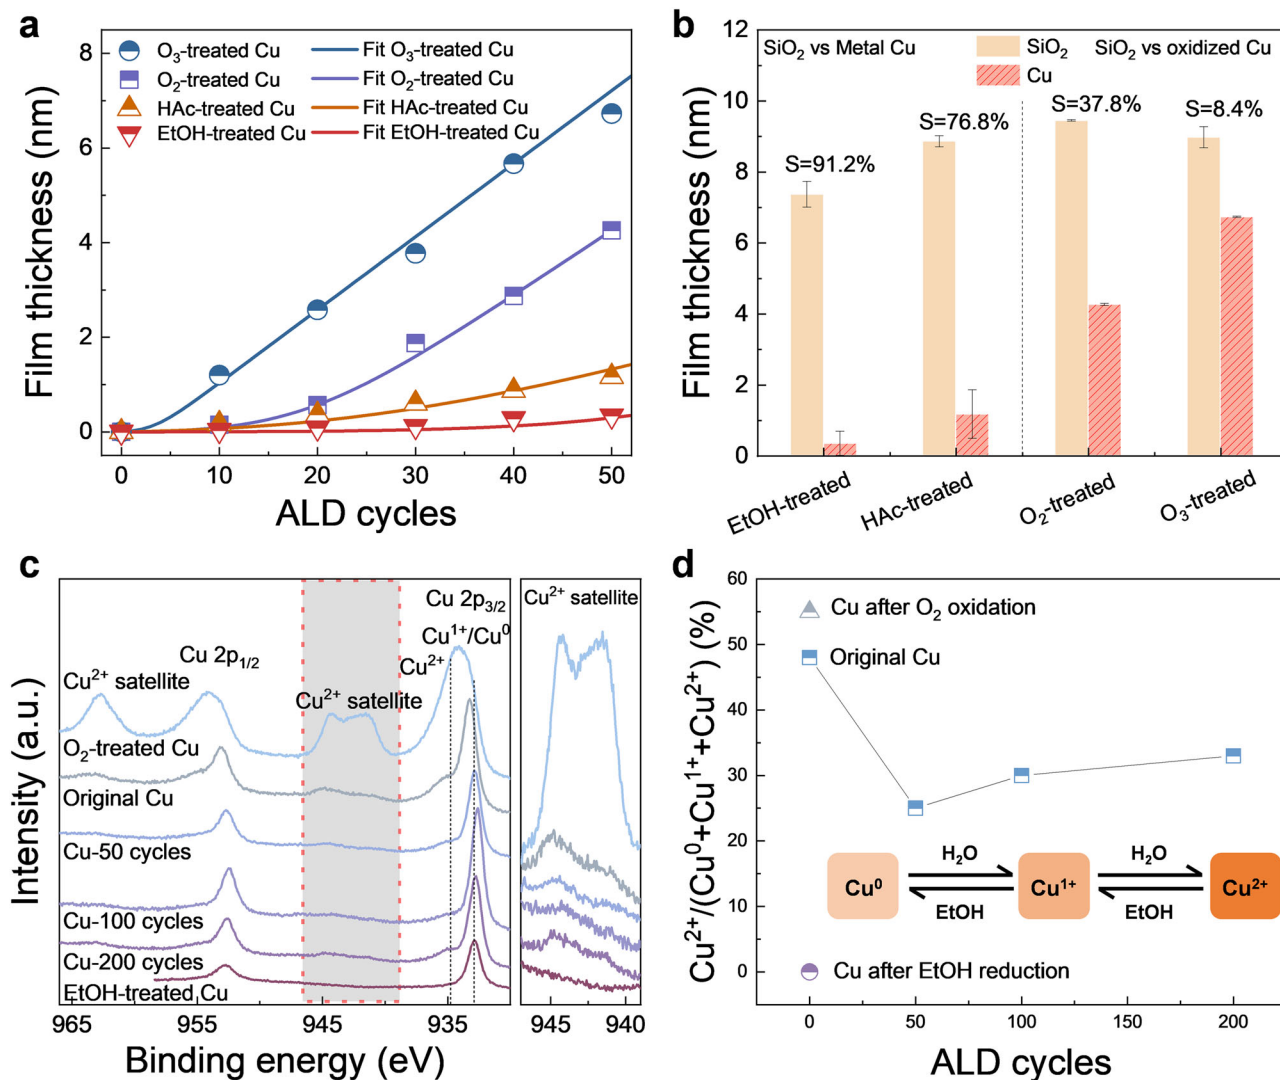 a
Film thickness (nm)
8
6
4
2
0
O₃-treated Cu
O₂-treated Cu
HAc-treated Cu
EtOH-treated Cu
Fit O₃-treated Cu
Fit O₂-treated Cu
Fit HAc-treated Cu
Fit EtOH-treated Cu
0 10 20 30 40 50
ALD cycles
b
Film thickness (nm)
12
10
8
6
4
2
0
SiO₂ vs Metal Cu
SiO₂
Cu
SiO₂ vs oxidized Cu
S=91.2%
S=76.8%
S=37.8%
S=8.4%
EtOH-treated
HAc-treated
O₂-treated
O₃-treated
c
Intensity (a.u.)
Cu 2p₃/₂
Cu¹⁺/Cu⁰
Cu²⁺
Cu 2p₁/₂
Cu²⁺ satellite
Cu²⁺ satellite
O₂-treated Cu
Original Cu
Cu-50 cycles
Cu-100 cycles
Cu-200 cycles
EtOH-treated Cu
965 955 945 935
Cu²⁺ satellite
945 940
Binding energy (eV)
d
Cu²⁺/(Cu⁰+Cu¹⁺+Cu²⁺) (%)
60
50
40
30
20
10
0
Cu after O₂ oxidation
Original Cu
Cu⁰
H₂O
EtOH
Cu¹⁺
H₂O
EtOH
Cu²⁺
Cu after EtOH reduction
0 50 100 150 200
ALD cycles